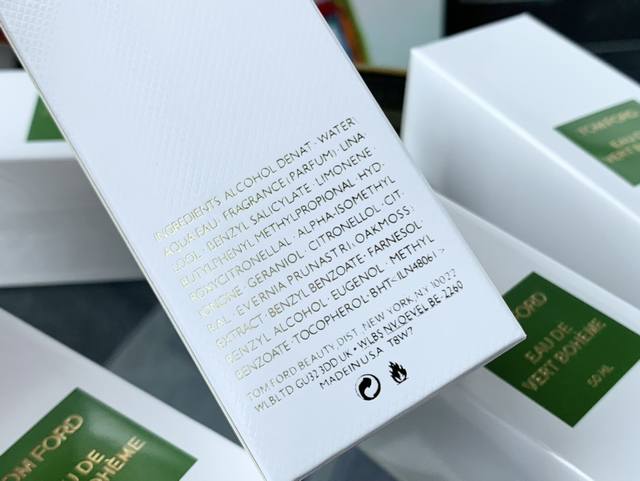 INGREDIENTS: ALCOHOL DENAT • WATER\
AQUA\EAU • FRAGRANCE (PARFUM) • LINA-
LOOL • BENZYL SALICYLATE • LIMONENE •
BUTYLPHENYL METHYLPROPIONAL • HYD-
ROXYCITRONELLAL • ALPHA-ISOMETHYL
IONONE • GERANIOL • CITRONELLOL • CIT-
RAL • EVERNIA PRUNASTRI (OAKMOSS)
EXTRACT • BENZYL BENZOATE • FARNESOL •
BENZYL ALCOHOL • EUGENOL • METHYL
BENZOATE • TOCOPHEROL • BHT <ILN48061>
TOM FORD BEAUTY, DIST. NEW YORK, NY 10022
WLBLTD GU32 3DD UK • WLBS NV, OEVEL BE-2260
MADE IN USA T8W7
TOM FORD
EAU DE
VERT BOHÈME
FORD
EAU DE
VERT BOHÈME
50 ML
TOM FORD
EAU DE
BOHÈME